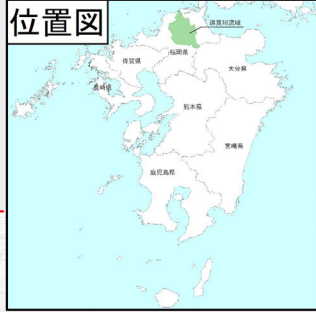 位置図
遠賀川流域
福岡県
佐賀県
大分県
長崎県
熊本県
宮崎県
鹿児島県